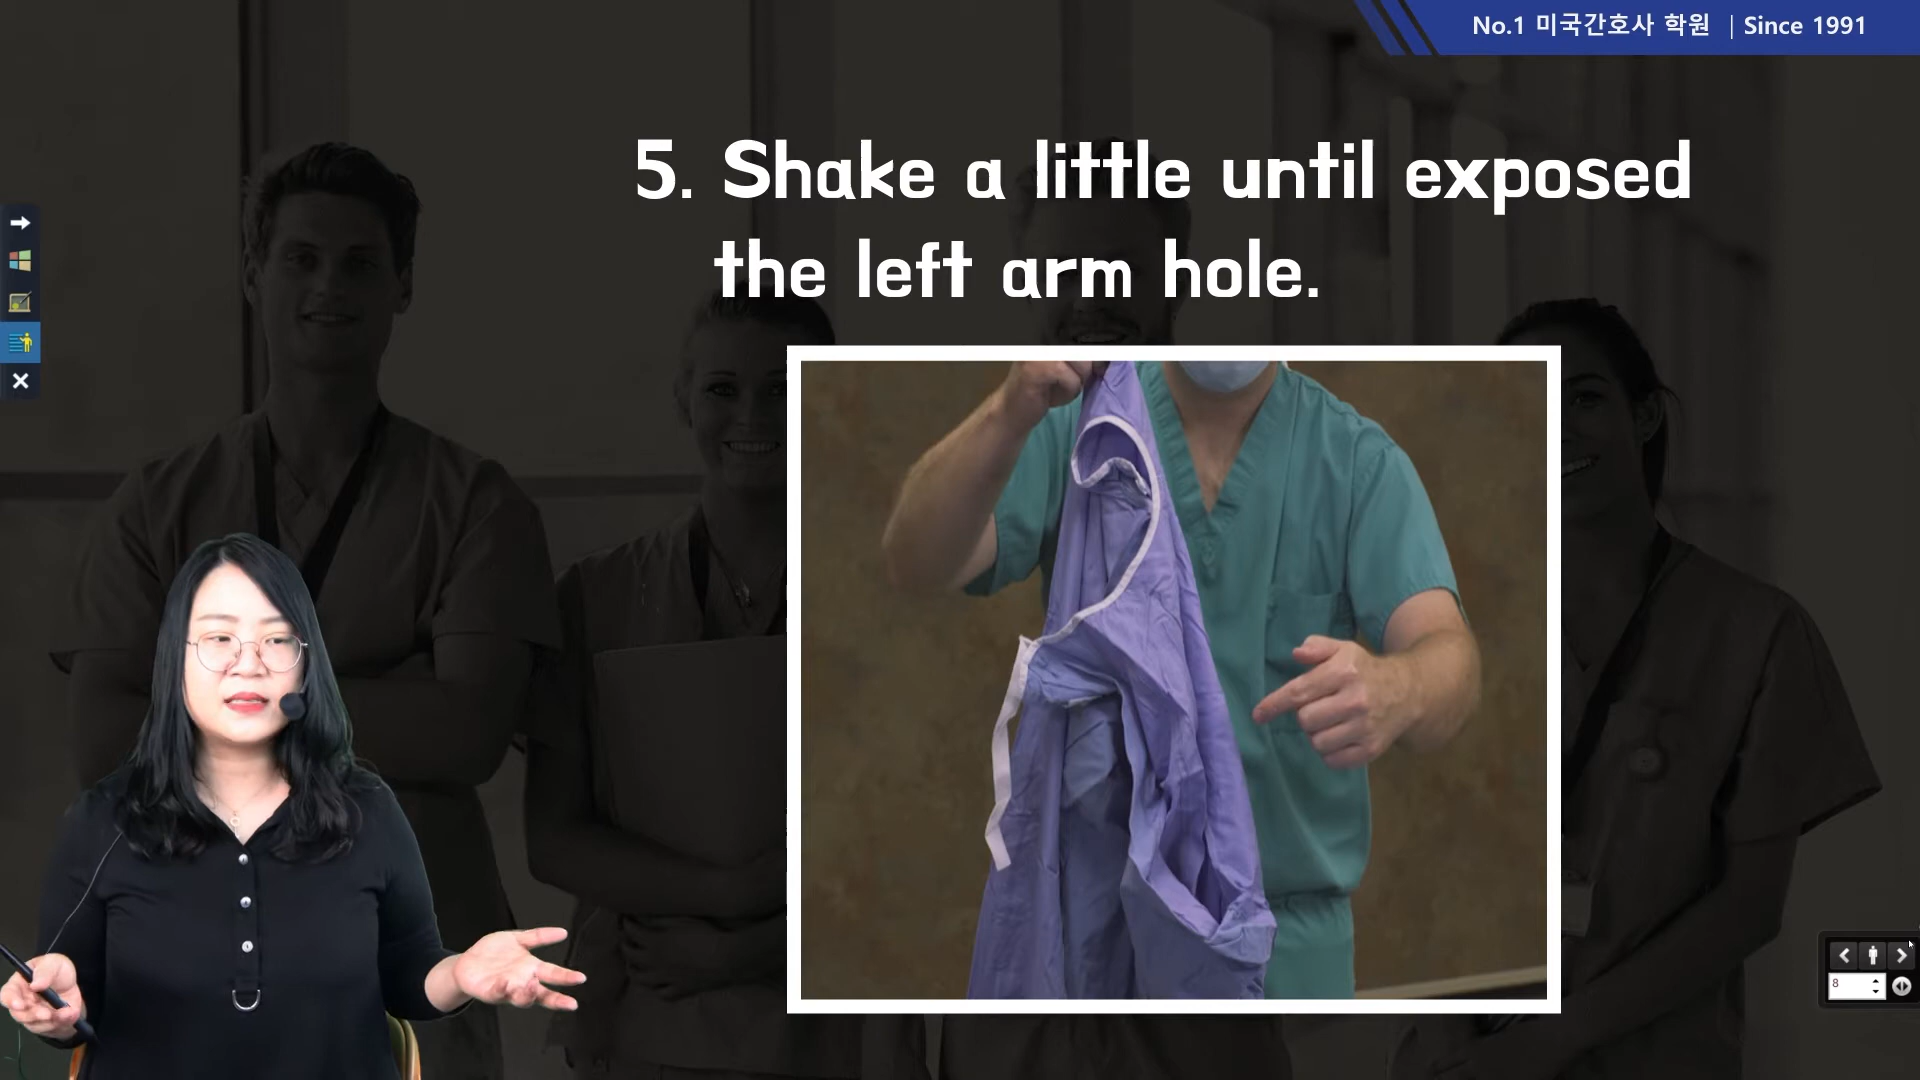 No.1 미국간호사 학원 | Since 1991
5. Shake a little until exposed
the left arm hole.
8